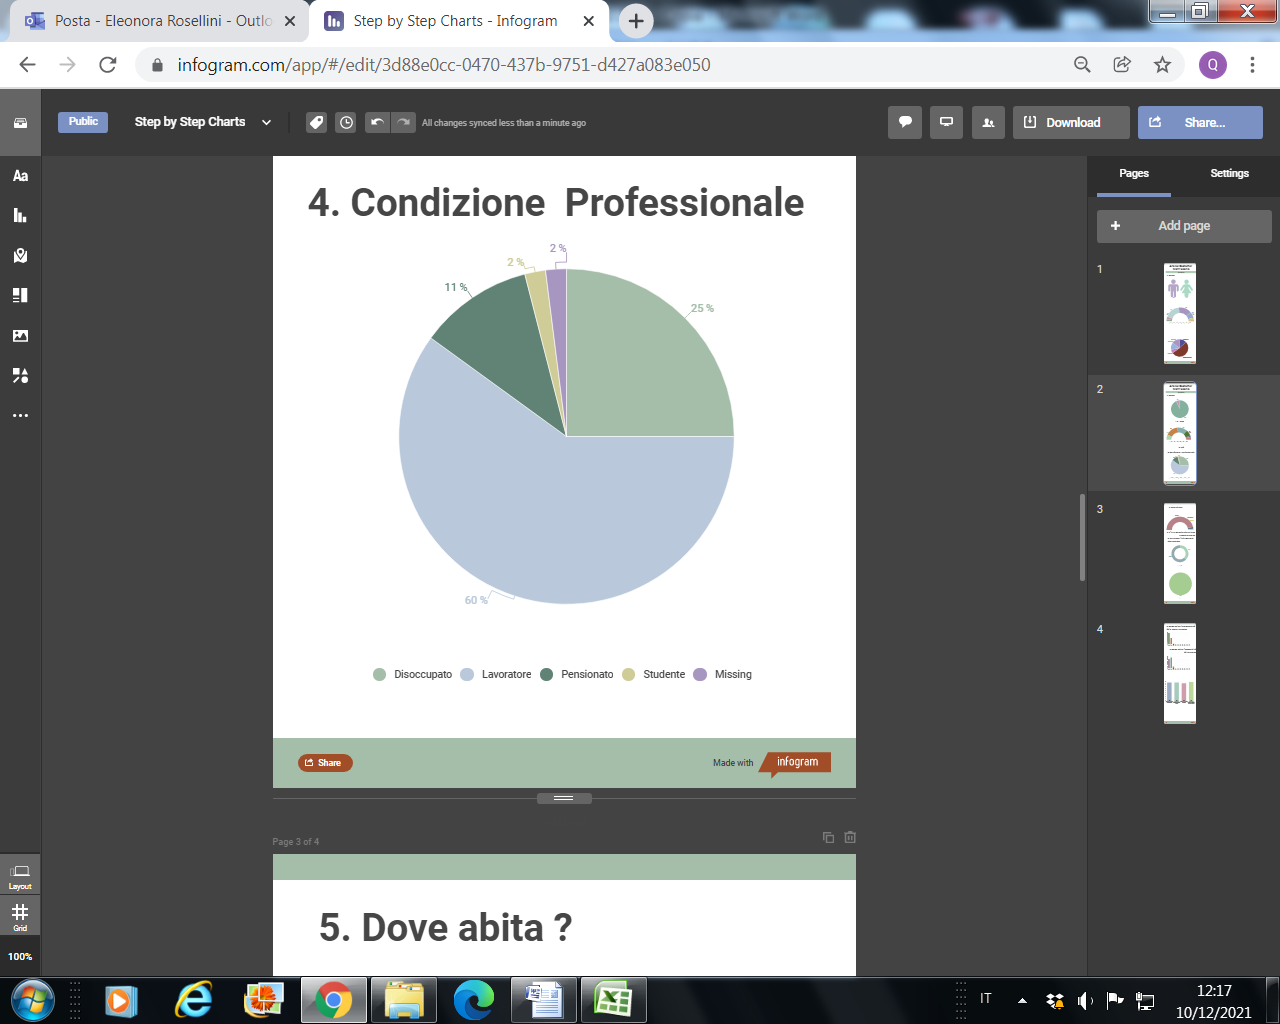 Posta - Eleonora Rosellini - Outlo
Step by Step Charts - Infogram
infogram.com/app/#/edit/3d88e0cc-0470-437b-9751-d427a083e050
Q
Public
Step by Step Charts
All changes synced less than a minute ago
Download
Share...
Aa
Pages
Settings
Add page
4. Condizione Professionale
2 %
2 %
11 %
25 %
60 %
Disoccupato
Lavoratore
Pensionato
Studente
Missing
Share
Made with
infogram
Page 3 of 4
5. Dove abita ?
1
2
3
4
Layout
Grid
100%
IT
12:17
10/12/2021